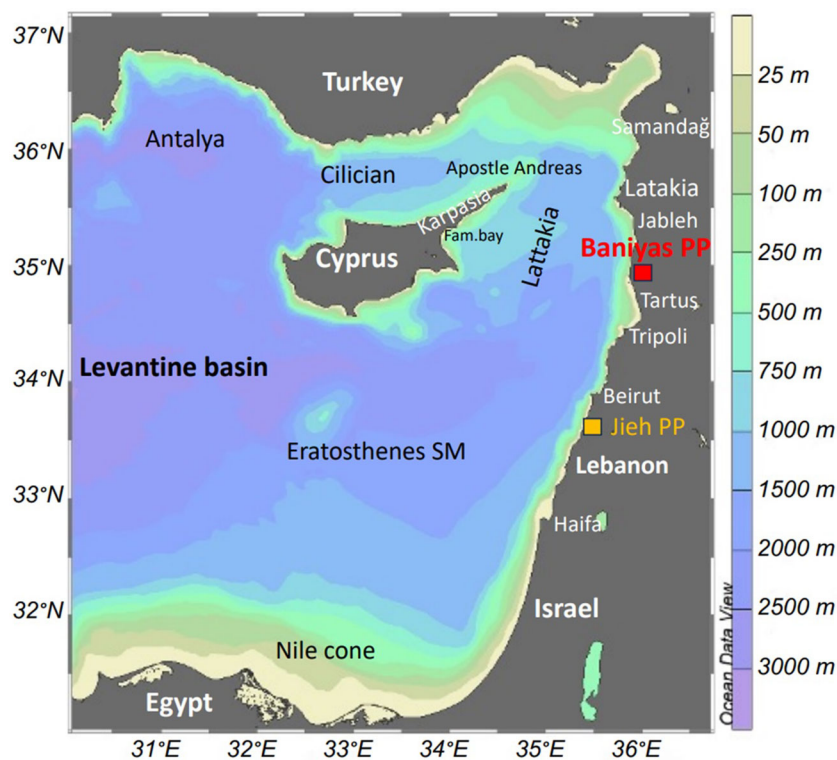 37°N
36°N
35°N
34°N
33°N
32°N
Turkey
Antalya
Samandağ
Cilician
Apostle Andreas
Latakia
Karpasia
Jableh
Fam.bay
Lattakia
Baniyas PP
Cyprus
Tartus
Tripoli
Levantine basin
Beirut
Jieh PP
Eratosthenes SM
Lebanon
Haifa
Israel
Nile cone
Egypt
31°E 32°E 33°E 34°E 35°E 36°E
25 m
50 m
100 m
250 m
500 m
750 m
1000 m
1500 m
2000 m
2500 m
3000 m
Ocean Data View